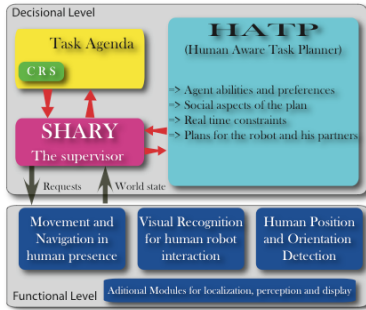 Decisional Level
Task Agenda
C R S
HATP
(Human Aware Task Planner)
=> Agent abilities and preferences
=> Social aspects of the plan
=> Real time constraints
=> Plans for the robot and his partners
SHARY
The supervisor
Requests
World state
Movement and
Navigation in
human presence
Visual Recognition
for human robot
interaction
Human Position
and Orientation
Detection
Functional Level
Aditional Modules for localization, perception and display